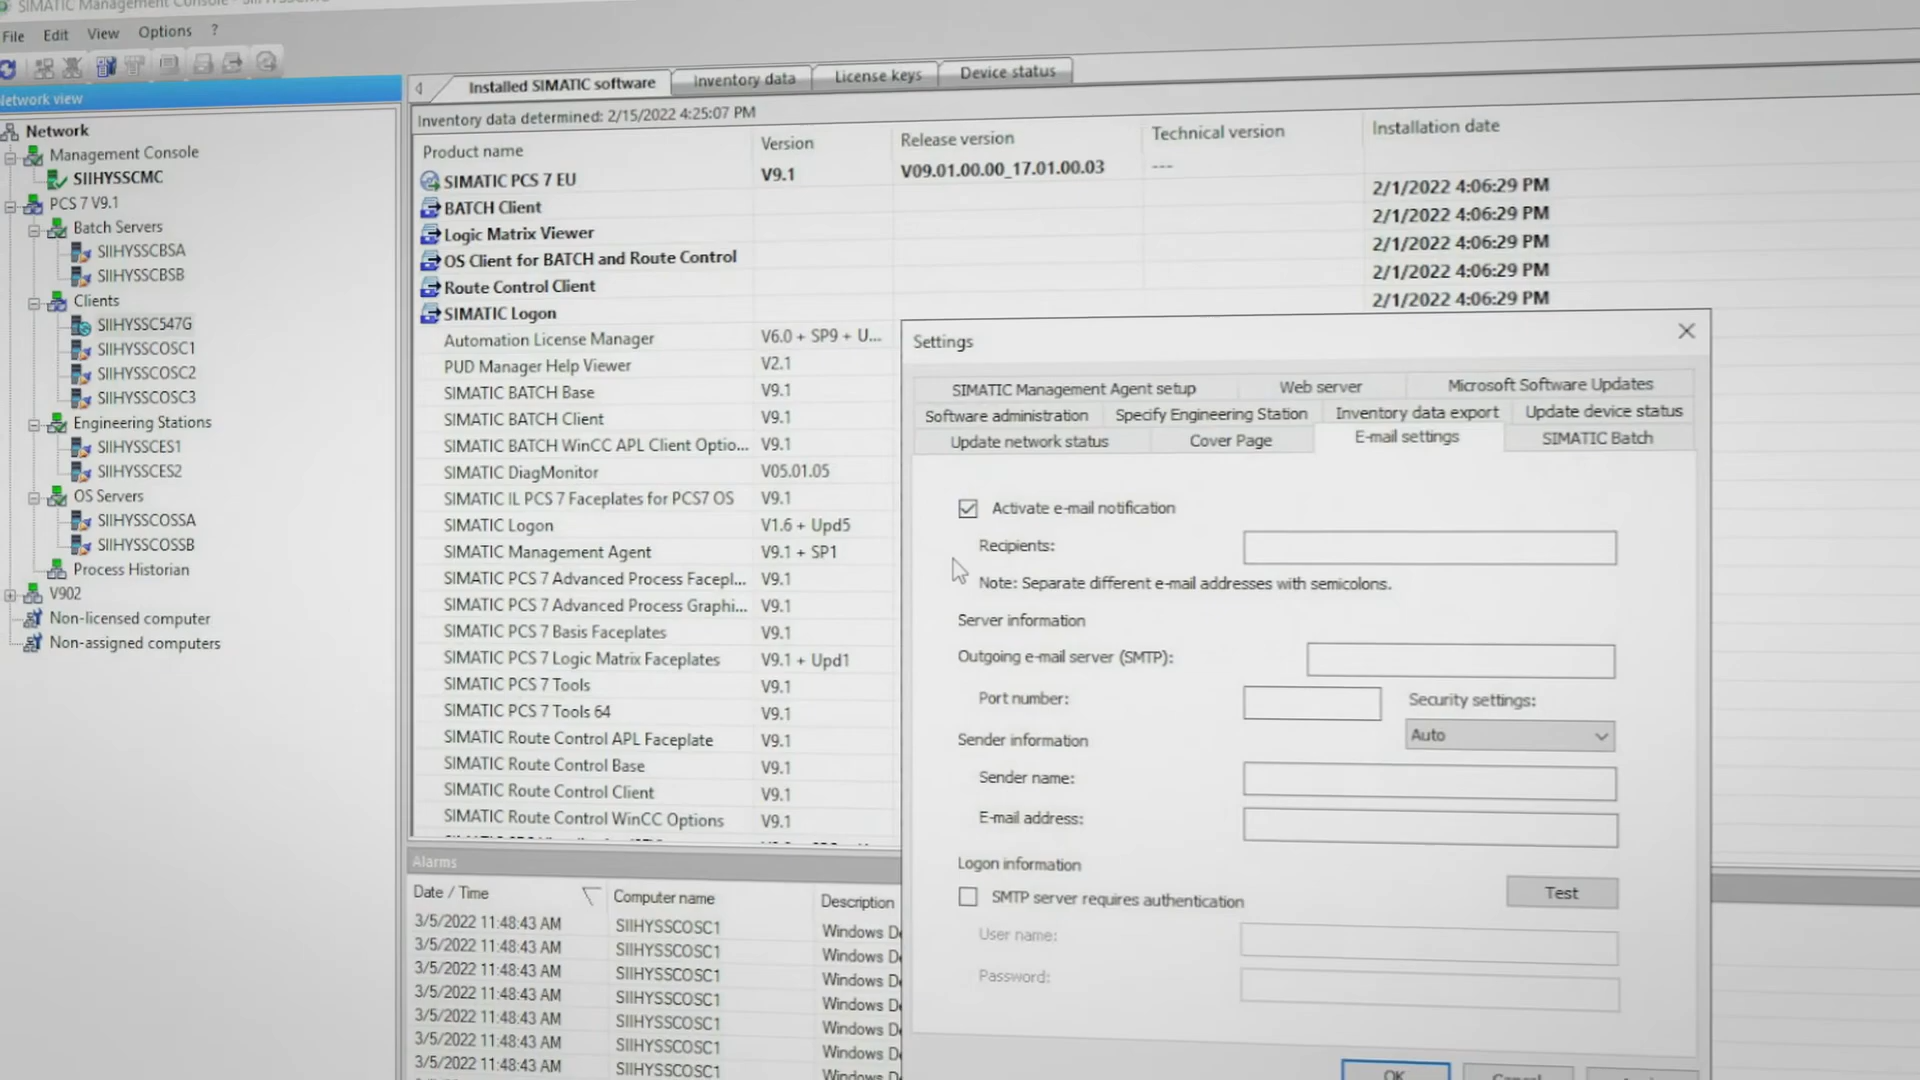 SIMATIC Management Console -
File Edit View Options ?
Network view
Network
Management Console
SIIHYSSCMC
PCS 7 V9.1
Batch Servers
SIIHYSSCBSA
SIIHYSSCBSB
Clients
SIIHYSSC547G
SIIHYSSCOSC1
SIIHYSSCOSC2
SIIHYSSCOSC3
Engineering Stations
SIIHYSSCES1
SIIHYSSCES2
OS Servers
SIIHYSSCOSSA
SIIHYSSCOSSB
Process Historian
V902
Non-licensed computer
Non-assigned computers
Installed SIMATIC software Inventory data License keys Device status
Inventory data determined: 2/15/2022 4:25:07 PM
Product name Version Release version Technical version Installation date
SIMATIC PCS 7 EU V9.1 V09.01.00.00_17.01.00.03 ---
2/1/2022 4:06:29 PM
BATCH Client 2/1/2022 4:06:29 PM
Logic Matrix Viewer 2/1/2022 4:06:29 PM
OS Client for BATCH and Route Control 2/1/2022 4:06:29 PM
Route Control Client 2/1/2022 4:06:29 PM
SIMATIC Logon
Automation License Manager V6.0 + SP9 + U...
PUD Manager Help Viewer V2.1
SIMATIC BATCH Base V9.1
SIMATIC BATCH Client V9.1
SIMATIC BATCH WinCC APL Client Optio... V9.1
SIMATIC DiagMonitor V05.01.05
SIMATIC IL PCS 7 Faceplates for PCS7 OS V9.1
SIMATIC Logon V1.6 + Upd5
SIMATIC Management Agent V9.1 + SP1
SIMATIC PCS 7 Advanced Process Facepl... V9.1
SIMATIC PCS 7 Advanced Process Graphi... V9.1
SIMATIC PCS 7 Basis Faceplates V9.1
SIMATIC PCS 7 Logic Matrix Faceplates V9.1 + Upd1
SIMATIC PCS 7 Tools V9.1
SIMATIC PCS 7 Tools 64 V9.1
SIMATIC Route Control APL Faceplate V9.1
SIMATIC Route Control Base V9.1
SIMATIC Route Control Client V9.1
SIMATIC Route Control WinCC Options V9.1
Alarms
Date / Time Computer name Description
3/5/2022 11:48:43 AM SIIHYSSCOSC1 Windows De
3/5/2022 11:48:43 AM SIIHYSSCOSC1 Windows De
3/5/2022 11:48:43 AM SIIHYSSCOSC1 Windows De
3/5/2022 11:48:43 AM SIIHYSSCOSC1 Windows De
3/5/2022 11:48:43 AM SIIHYSSCOSC1 Windows De
3/5/2022 11:48:43 AM SIIHYSSCOSC1 Windows De
3/5/2022 11:48:43 AM SIIHYSSCOSC1 Windows De
Settings
SIMATIC Management Agent setup Web server Microsoft Software Updates
Software administration Specify Engineering Station Inventory data export Update device status
Update network status Cover Page E-mail settings SIMATIC Batch
Activate e-mail notification
Recipients:
Note: Separate different e-mail addresses with semicolons.
Server information
Outgoing e-mail server (SMTP):
Port number: Security settings:
Auto
Sender information
Sender name:
E-mail address:
Logon information
SMTP server requires authentication Test
User name:
Password:
OK Cancel